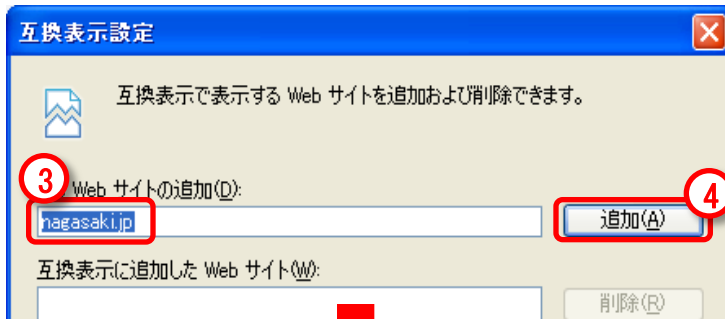 互換表示設定
互換表示で表示する Web サイトを追加および削除できます。
③
Web サイトの追加(D):
nagasaki.jp
追加(A)
④
互換表示に追加した Web サイト(W):
削除(R)